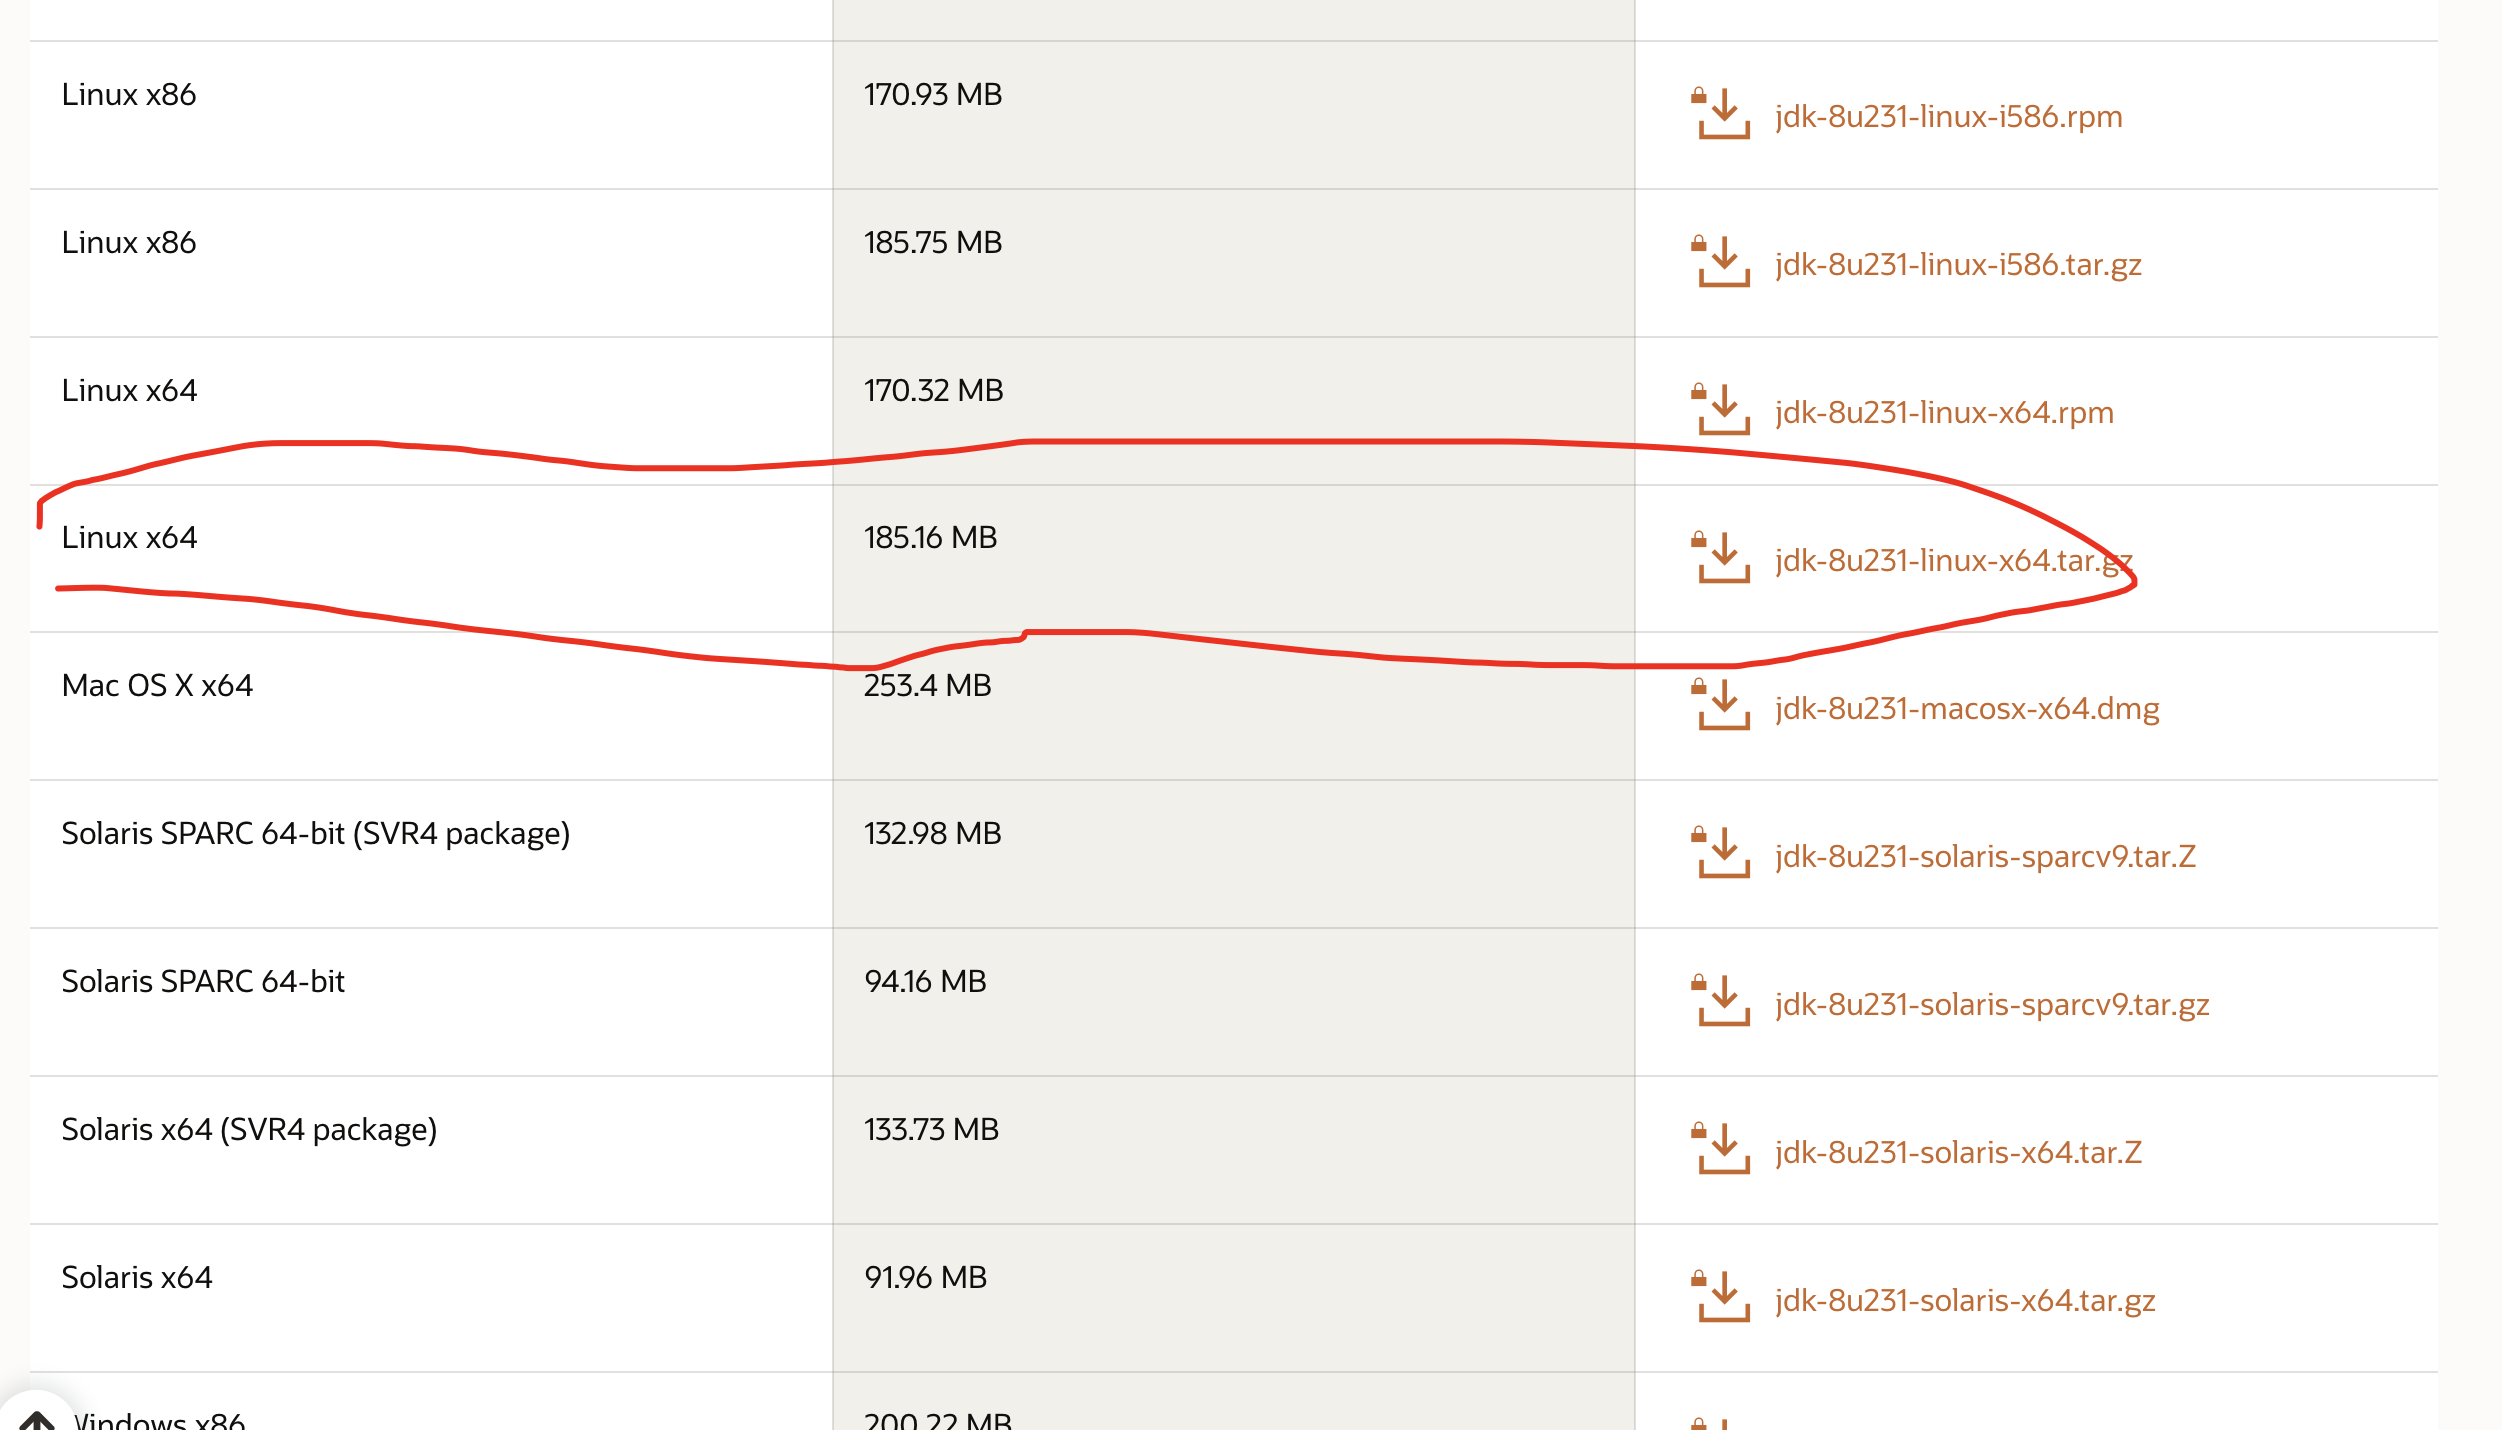 Linux x86 170.93 MB jdk-8u231-linux-i586.rpm
Linux x86 185.75 MB jdk-8u231-linux-i586.tar.gz
Linux x64 170.32 MB jdk-8u231-linux-x64.rpm
Linux x64 185.16 MB jdk-8u231-linux-x64.tar.gz
Mac OS X x64 253.4 MB jdk-8u231-macosx-x64.dmg
Solaris SPARC 64-bit (SVR4 package) 132.98 MB jdk-8u231-solaris-sparcv9.tar.Z
Solaris SPARC 64-bit 94.16 MB jdk-8u231-solaris-sparcv9.tar.gz
Solaris x64 (SVR4 package) 133.73 MB jdk-8u231-solaris-x64.tar.Z
Solaris x64 91.96 MB jdk-8u231-solaris-x64.tar.gz
Windows x86 200.22 MB